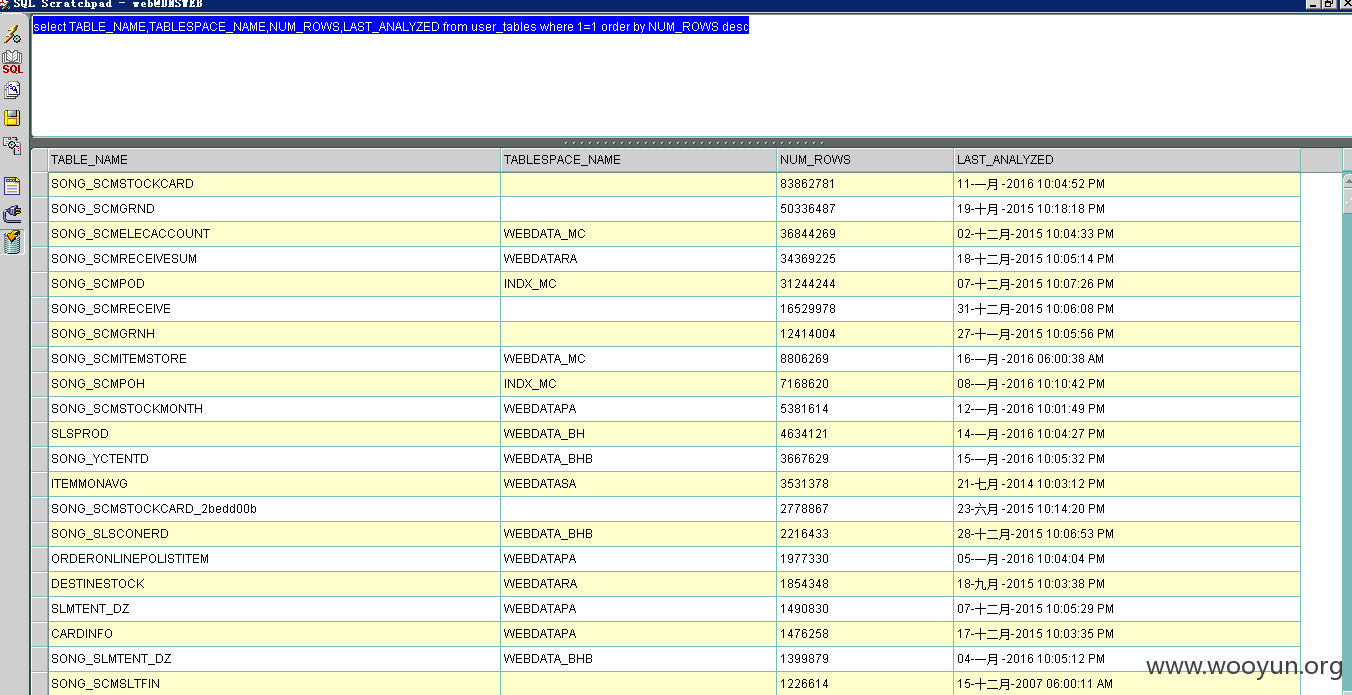 SQL Scratchpad - web@DMSWEB
select TABLE_NAME,TABLESPACE_NAME,NUM_ROWS,LAST_ANALYZED from user_tables where 1=1 order by NUM_ROWS desc
SQL
TABLE_NAME TABLESPACE_NAME NUM_ROWS LAST_ANALYZED
SONG_SCMSTOCKCARD 83862781 11-一月 -2016 10:04:52 PM
SONG_SCMGRND 50336487 19-十月 -2015 10:18:18 PM
SONG_SCMELECACCOUNT WEBDATA_MC 36844269 02-十二月-2015 10:04:33 PM
SONG_SCMRECEIVESUM WEBDATARA 34369225 18-十二月-2015 10:05:14 PM
SONG_SCMPOD INDX_MC 31244244 07-十二月-2015 10:07:26 PM
SONG_SCMRECEIVE 16529978 31-十二月-2015 10:06:08 PM
SONG_SCMGRNH 12414004 27-十一月-2015 10:05:56 PM
SONG_SCMITEMSTORE WEBDATA_MC 8806269 16-一月 -2016 06:00:38 AM
SONG_SCMPOH INDX_MC 7168620 08-一月 -2016 10:10:42 PM
SONG_SCMSTOCKMONTH WEBDATAPA 5381614 12-一月 -2016 10:01:49 PM
SLSPROD WEBDATA_BH 4634121 14-一月 -2016 10:04:27 PM
SONG_YCTENTD WEBDATA_BHB 3667629 15-一月 -2016 10:05:32 PM
ITEMMONAVG WEBDATASA 3531378 21-七月 -2014 10:03:12 PM
SONG_SCMSTOCKCARD_2bedd00b 2778867 23-六月 -2015 10:14:20 PM
SONG_SLSCONERD WEBDATA_BHB 2216433 28-十二月-2015 10:06:53 PM
ORDERONLINEPOLISTITEM WEBDATAPA 1977330 05-一月 -2016 10:04:04 PM
DESTINESTOCK WEBDATARA 1854348 18-九月 -2015 10:03:38 PM
SLMTENT_DZ WEBDATAPA 1490830 07-十二月-2015 10:05:29 PM
CARDINFO WEBDATAPA 1476258 17-十二月-2015 10:03:35 PM
SONG_SLMTENT_DZ WEBDATA_BHB 1399879 04-一月 -2016 10:05:12 PM
SONG_SCMSLTFIN 1226614 15-十二月-2007 06:00:11 AM
www.wooyun.org